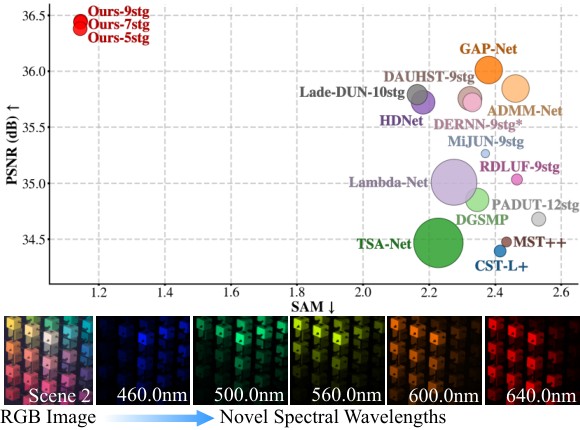 36.5
Ours-9stg
Ours-7stg
Ours-5stg
GAP-Net
36.0
DAUHST-9stg
Lade-DUN-10stg
ADMM-Net
HDNet
DERNN-9stg*
35.5
MiJUN-9stg
RDLUF-9stg
Lambda-Net
35.0
PADUT-12stg
DGSMP
34.5
TSA-Net
MST++
CST-L+
PSNR (dB) ↑
1.2 1.4 1.6 1.8 2.0 2.2 2.4 2.6
SAM ↓
Scene 2 460.0nm 500.0nm 560.0nm 600.0nm 640.0nm
RGB Image Novel Spectral Wavelengths